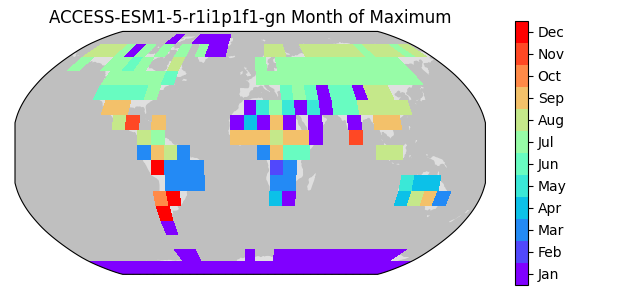 ACCESS-ESM1-5-r1i1p1f1-gn Month of Maximum
Dec
Nov
Oct
Sep
Aug
Jul
Jun
May
Apr
Mar
Feb
Jan